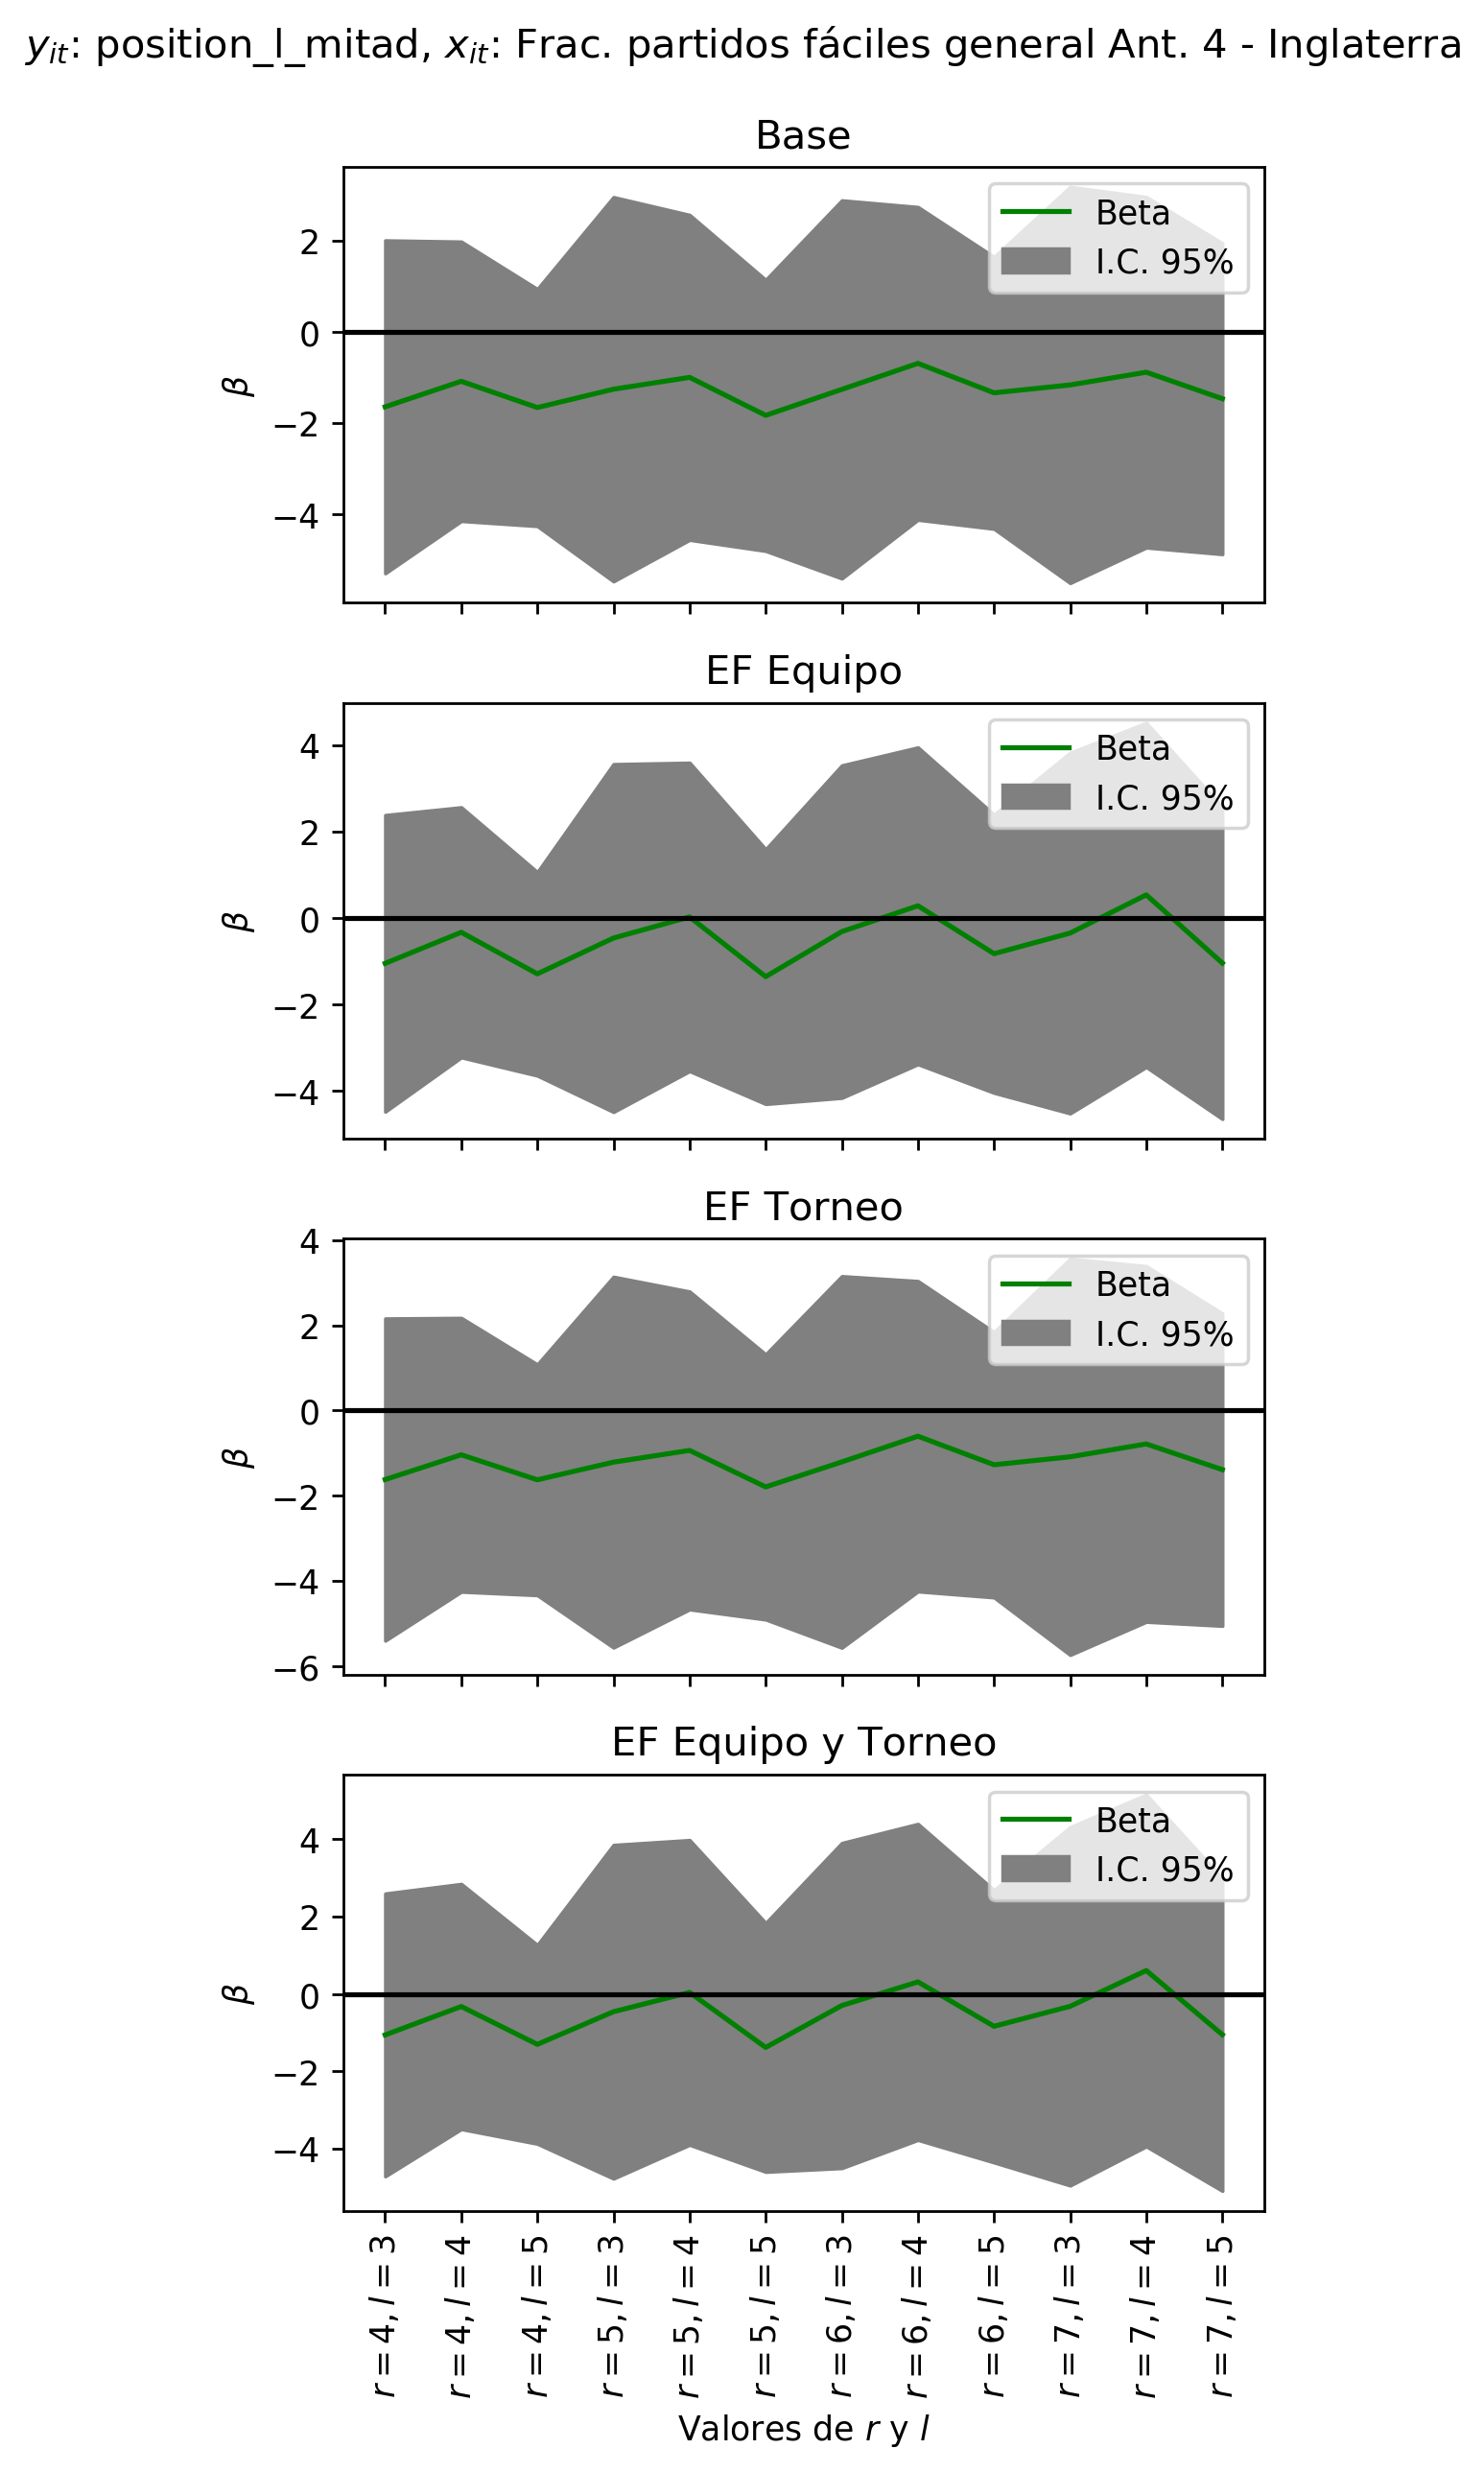 y_it: position_l_mitad, x_it: Frac. partidos fáciles general Ant. 4 - Inglaterra
Base
Beta
I.C. 95%
2
0
−2
−4
β
EF Equipo
Beta
I.C. 95%
4
2
0
−2
−4
β
EF Torneo
Beta
I.C. 95%
4
2
0
−2
−4
−6
β
EF Equipo y Torneo
Beta
I.C. 95%
4
2
0
−2
−4
β
r = 4, l = 3
r = 4, l = 4
r = 4, l = 5
r = 5, l = 3
r = 5, l = 4
r = 5, l = 5
r = 6, l = 3
r = 6, l = 4
r = 6, l = 5
r = 7, l = 3
r = 7, l = 4
r = 7, l = 5
Valores de r y l